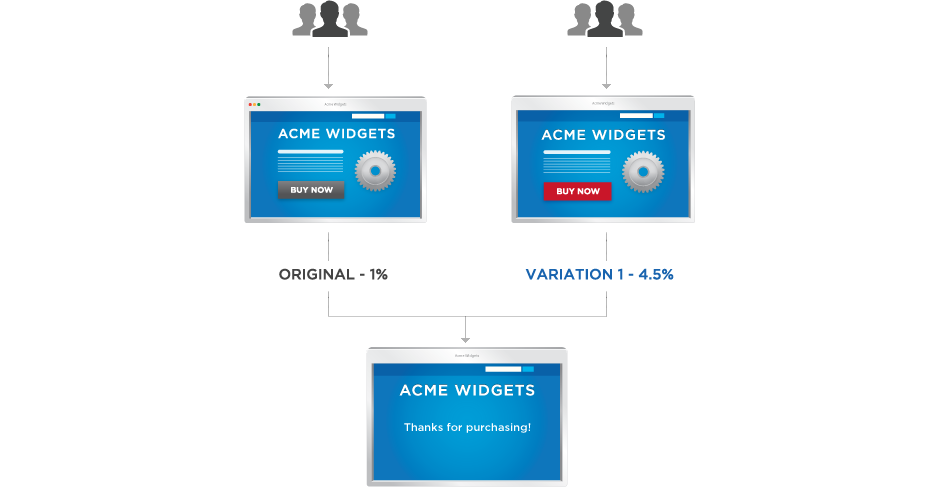 Acme Widgets
Acme Widgets
ACME WIDGETS
BUY NOW
ACME WIDGETS
BUY NOW
ORIGINAL - 1%
VARIATION 1 - 4.5%
Acme Widgets
ACME WIDGETS
Thanks for purchasing!